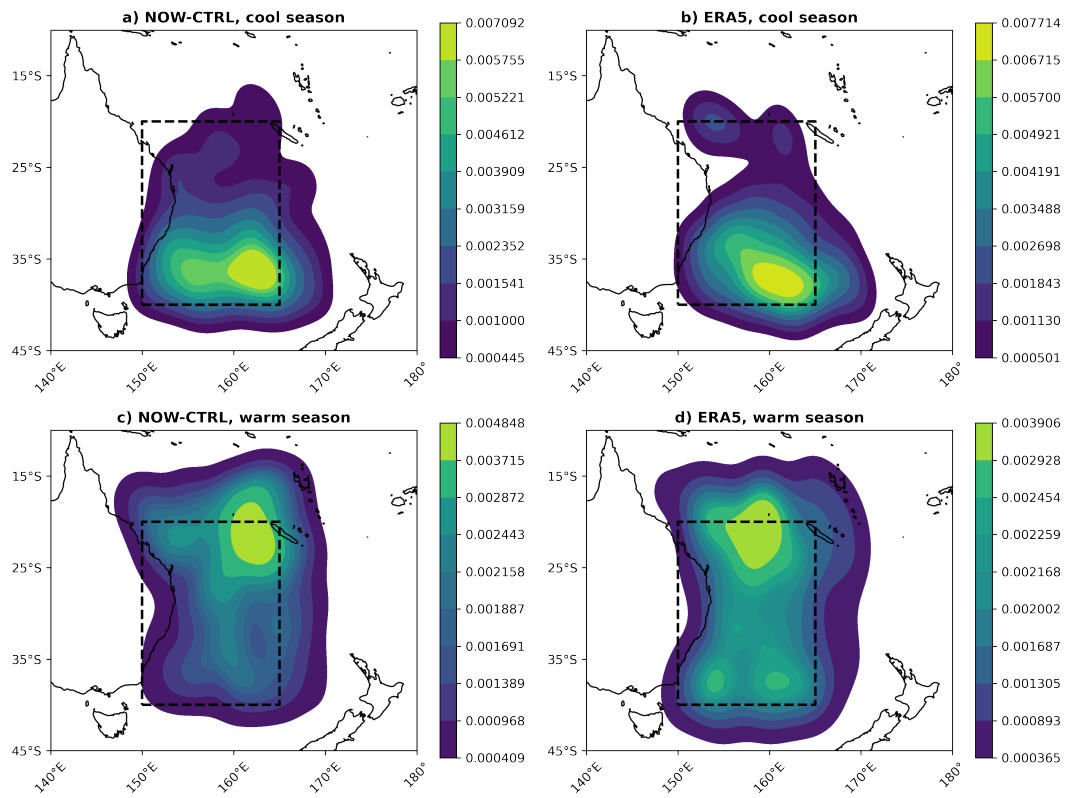 a) NOW-CTRL, cool season
0.007092
0.005755
0.005221
0.004612
0.003909
0.003159
0.002352
0.001541
0.001000
0.000445
15°S
25°S
35°S
45°S
140°E
150°E
160°E
170°E
180°
b) ERA5, cool season
0.007714
0.006715
0.005700
0.004921
0.004191
0.003488
0.002698
0.001843
0.001130
0.000501
15°S
25°S
35°S
45°S
140°E
150°E
160°E
170°E
180°
c) NOW-CTRL, warm season
0.004848
0.003715
0.002872
0.002443
0.002158
0.001887
0.001691
0.001389
0.000968
0.000409
15°S
25°S
35°S
45°S
140°E
150°E
160°E
170°E
180°
d) ERA5, warm season
0.003906
0.002928
0.002454
0.002259
0.002168
0.002002
0.001687
0.001305
0.000893
0.000365
15°S
25°S
35°S
45°S
140°E
150°E
160°E
170°E
180°